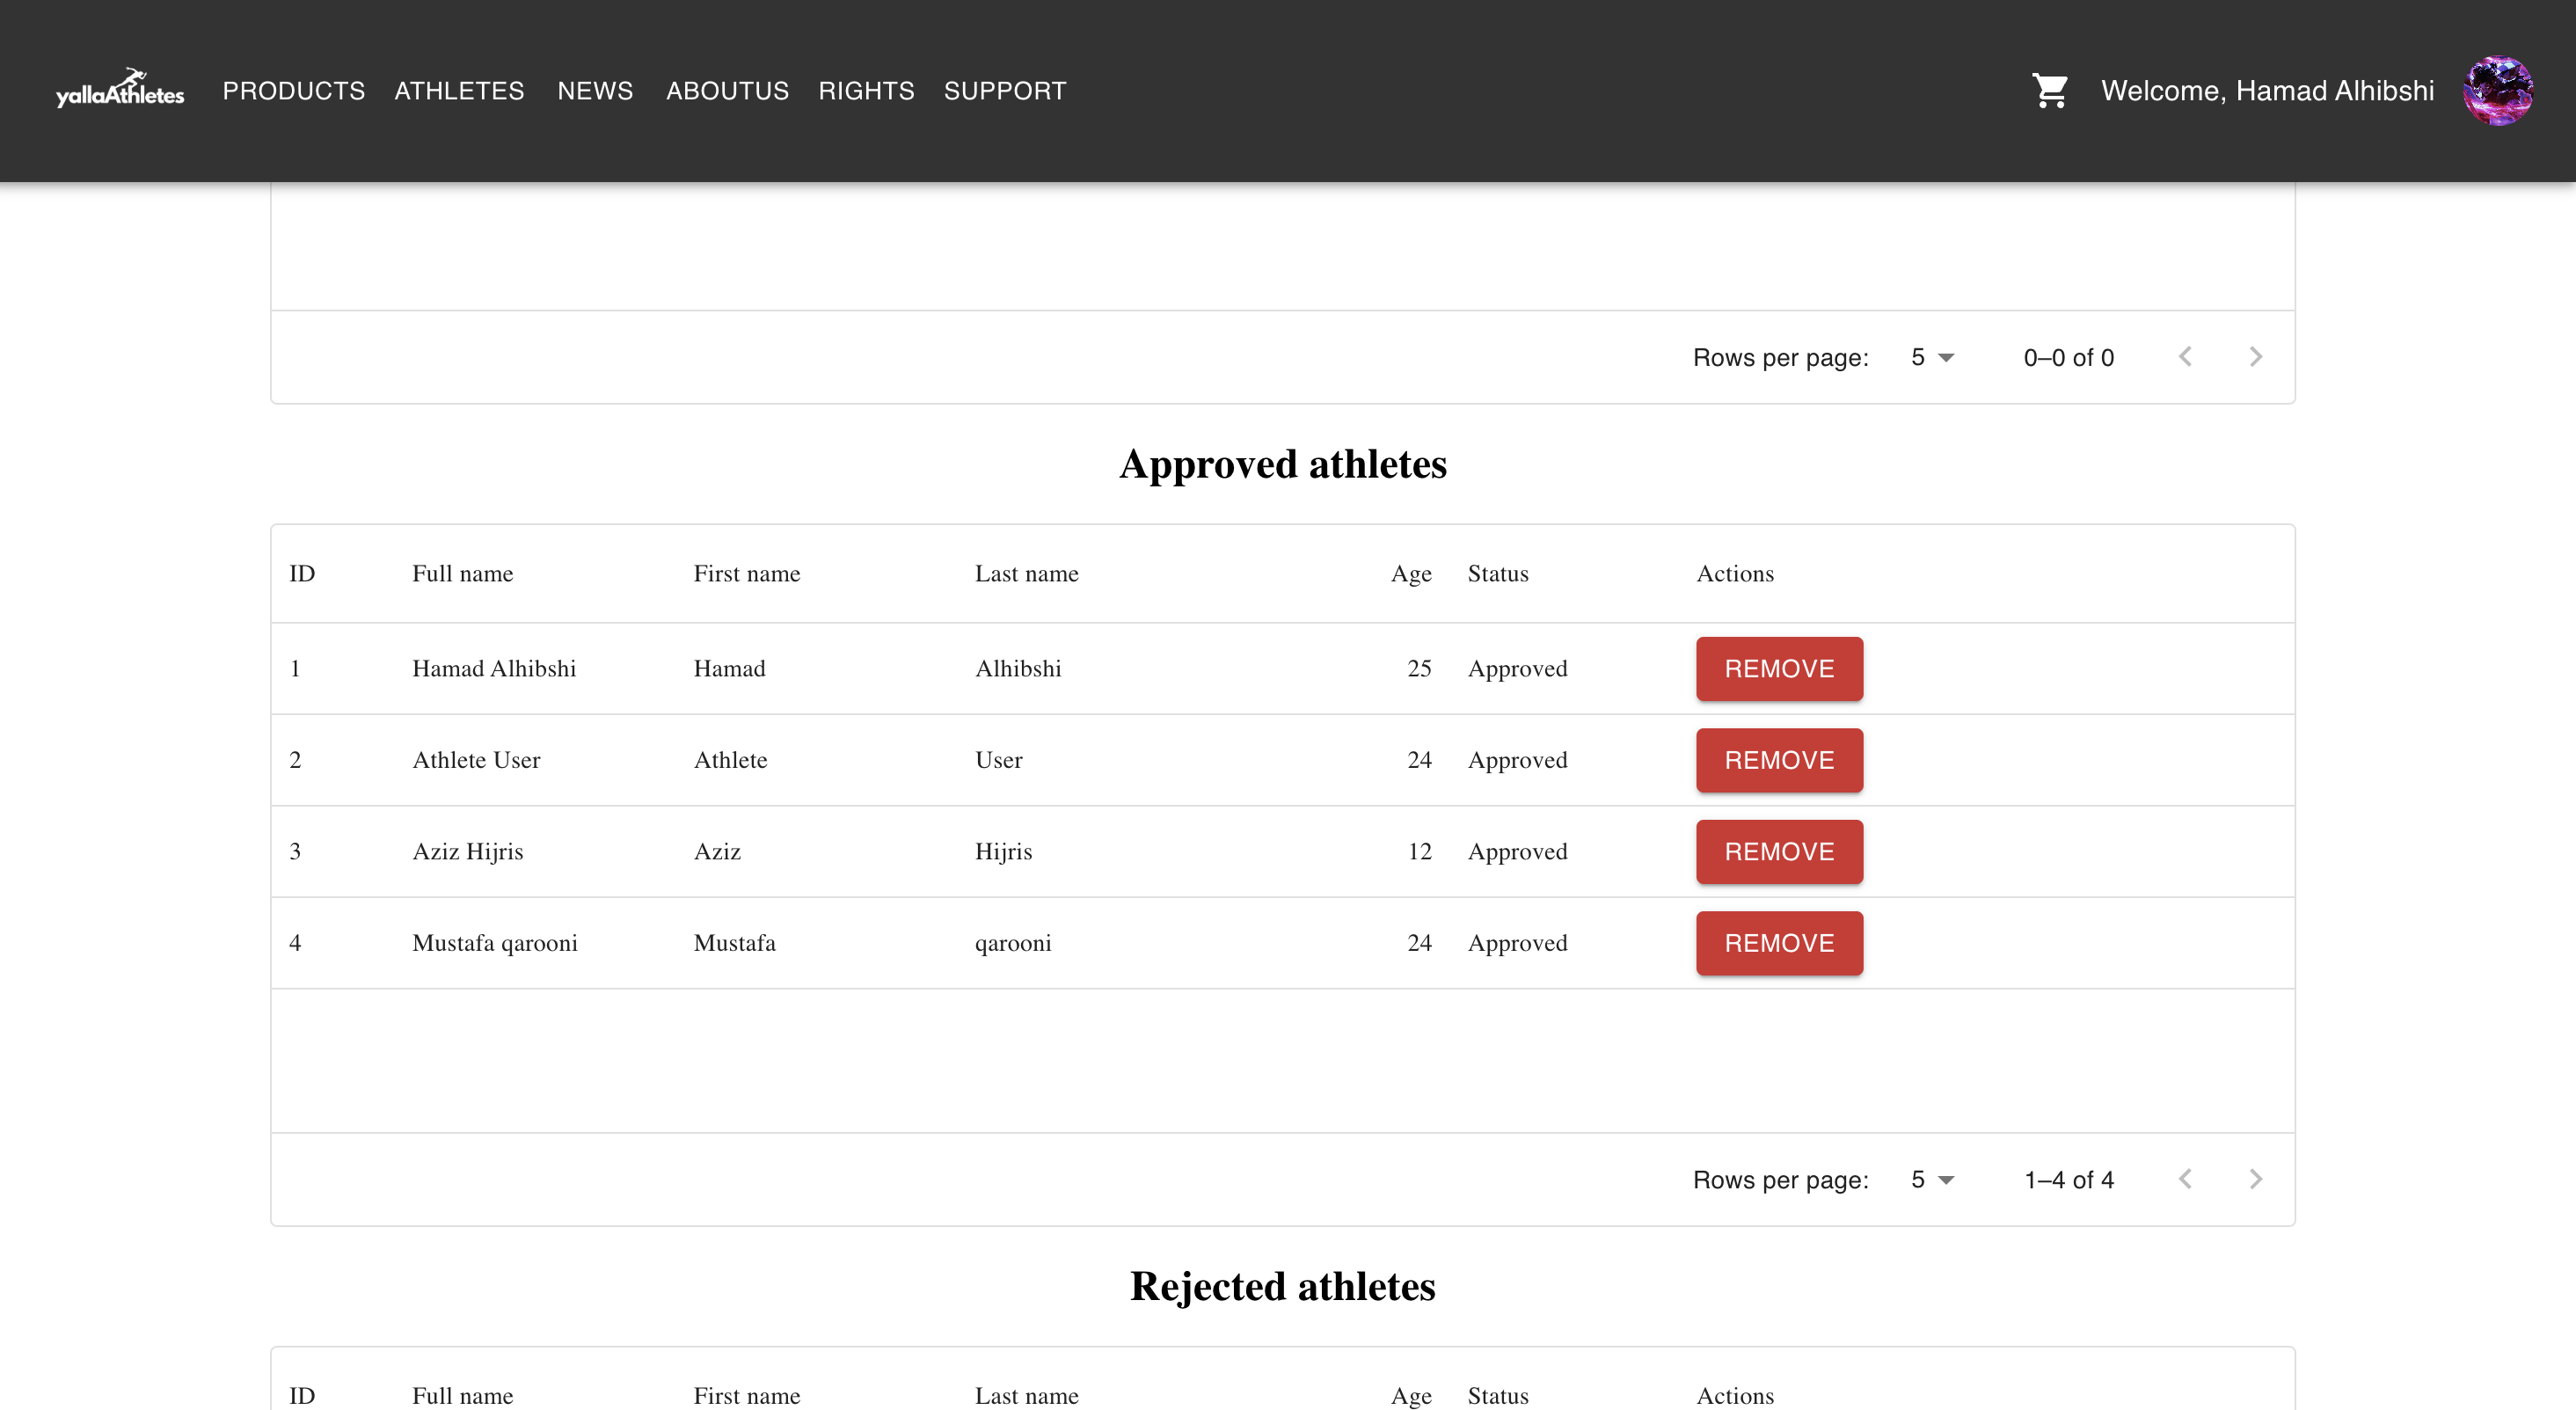 yallaAthletes PRODUCTS ATHLETES NEWS ABOUTUS RIGHTS SUPPORT Welcome, Hamad Alhibshi
Rows per page: 5 0–0 of 0
Approved athletes
ID Full name First name Last name Age Status Actions
1 Hamad Alhibshi Hamad Alhibshi 25 Approved REMOVE
2 Athlete User Athlete User 24 Approved REMOVE
3 Aziz Hijris Aziz Hijris 12 Approved REMOVE
4 Mustafa qarooni Mustafa qarooni 24 Approved REMOVE
Rows per page: 5 1–4 of 4
Rejected athletes
ID Full name First name Last name Age Status Actions